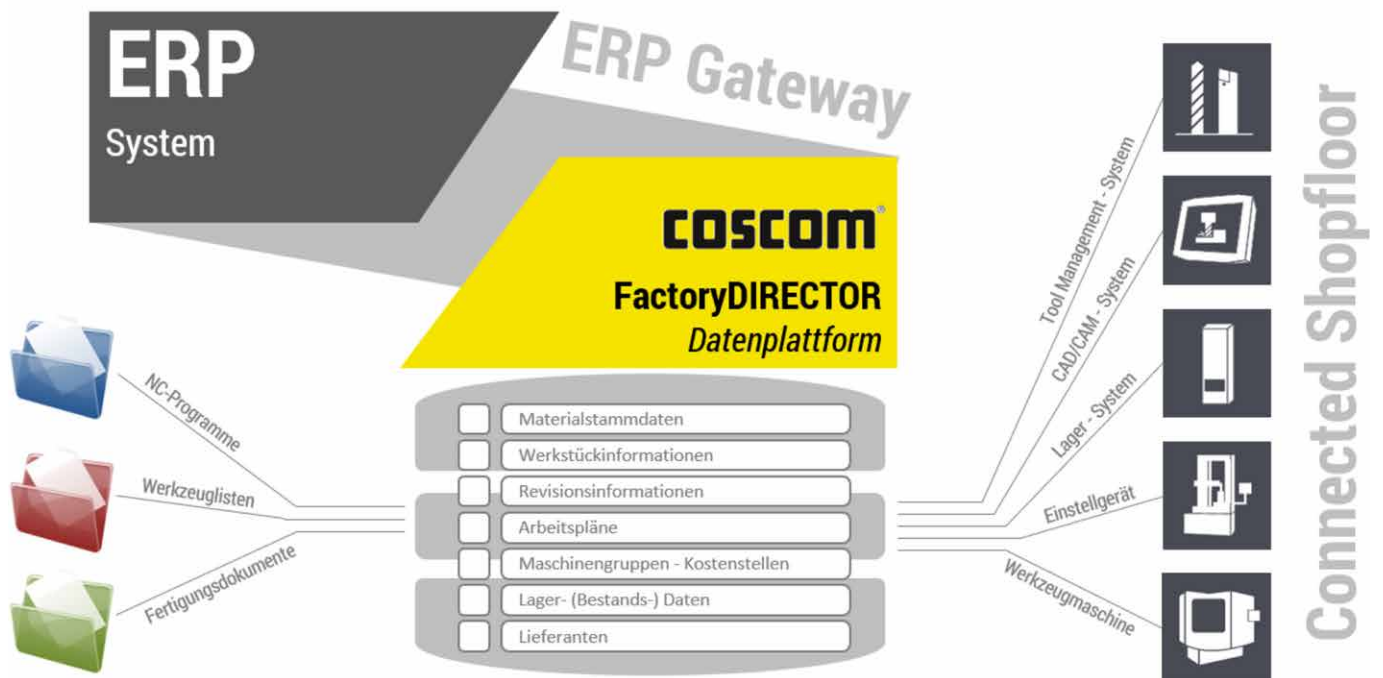 ERP
System
ERP Gateway
coscom®
FactoryDIRECTOR
Datenplattform
NC-Programme
Werkzeuglisten
Fertigungsdokumente
Materialstammdaten
Werkstückinformationen
Revisionsinformationen
Arbeitspläne
Maschinengruppen - Kostenstellen
Lager- (Bestands-) Daten
Lieferanten
Tool Management - System
CAD/CAM - System
Lager - System
Einstellgerät
Werkzeugmaschine
Connected Shopfloor